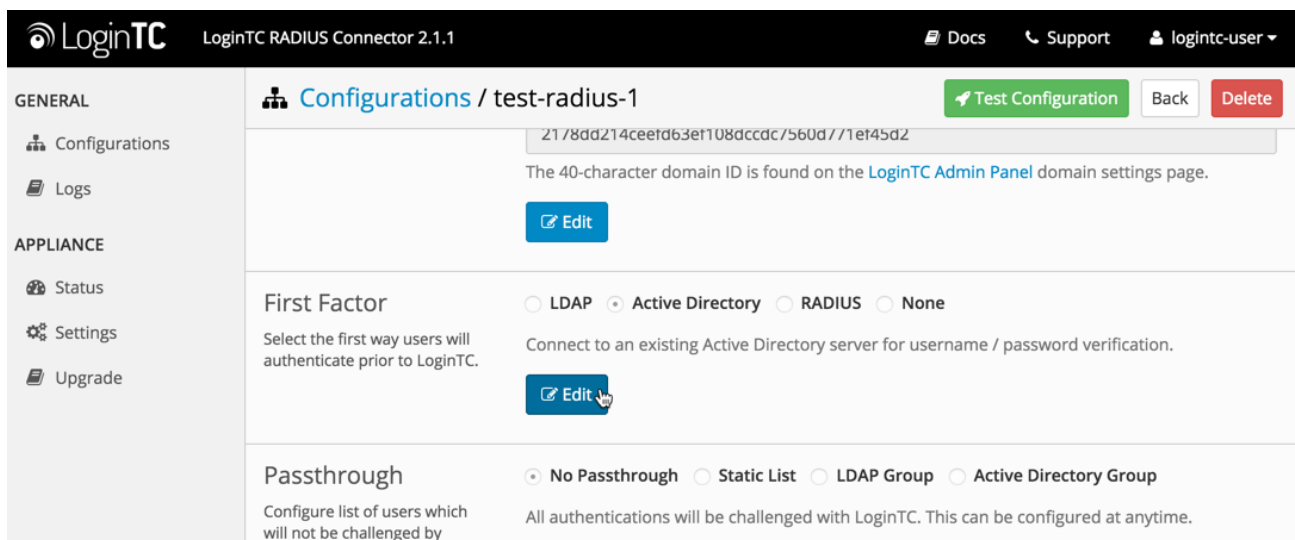 LoginTC LoginTC RADIUS Connector 2.1.1 Docs Support logintc-user
GENERAL
Configurations
Logs
APPLIANCE
Status
Settings
Upgrade
Configurations / test-radius-1 Test Configuration Back Delete
2178dd214ceefd63ef108dccdc7560d771ef45d2
The 40-character domain ID is found on the LoginTC Admin Panel domain settings page.
Edit
First Factor
Select the first way users will
authenticate prior to LoginTC.
LDAP Active Directory RADIUS None
Connect to an existing Active Directory server for username / password verification.
Edit
Passthrough
Configure list of users which
will not be challenged by
No Passthrough Static List LDAP Group Active Directory Group
All authentications will be challenged with LoginTC. This can be configured at anytime.